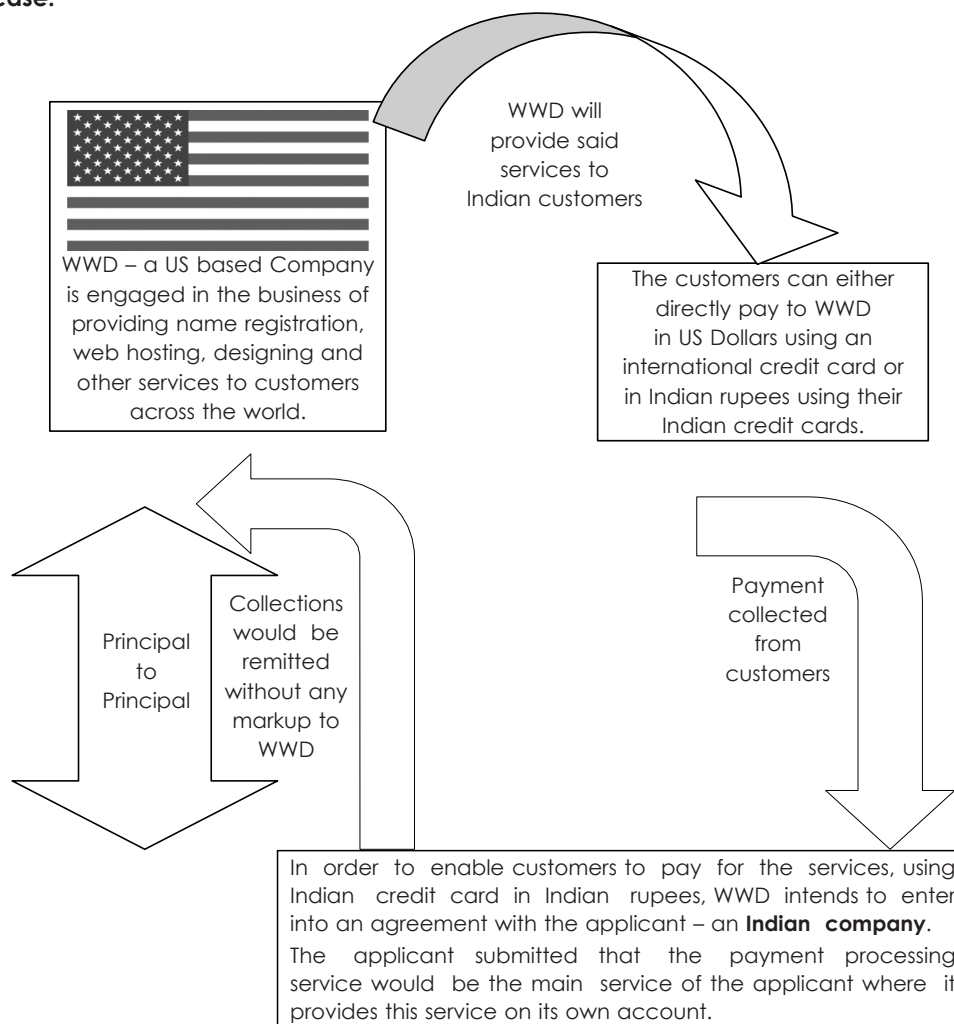 case.
WWD will
provide said
services to
Indian customers
WWD – a US based Company
is engaged in the business of
providing name registration,
web hosting, designing and
other services to customers
across the world.
The customers can either
directly pay to WWD
in US Dollars using an
international credit card or
in Indian rupees using their
Indian credit cards.
Principal
to
Principal
Collections
would be
remitted
without any
markup to
WWD
Payment
collected
from
customers
In order to enable customers to pay for the services, using
Indian credit card in Indian rupees, WWD intends to enter
into an agreement with the applicant – an Indian company.
The applicant submitted that the payment processing
service would be the main service of the applicant where it
provides this service on its own account.